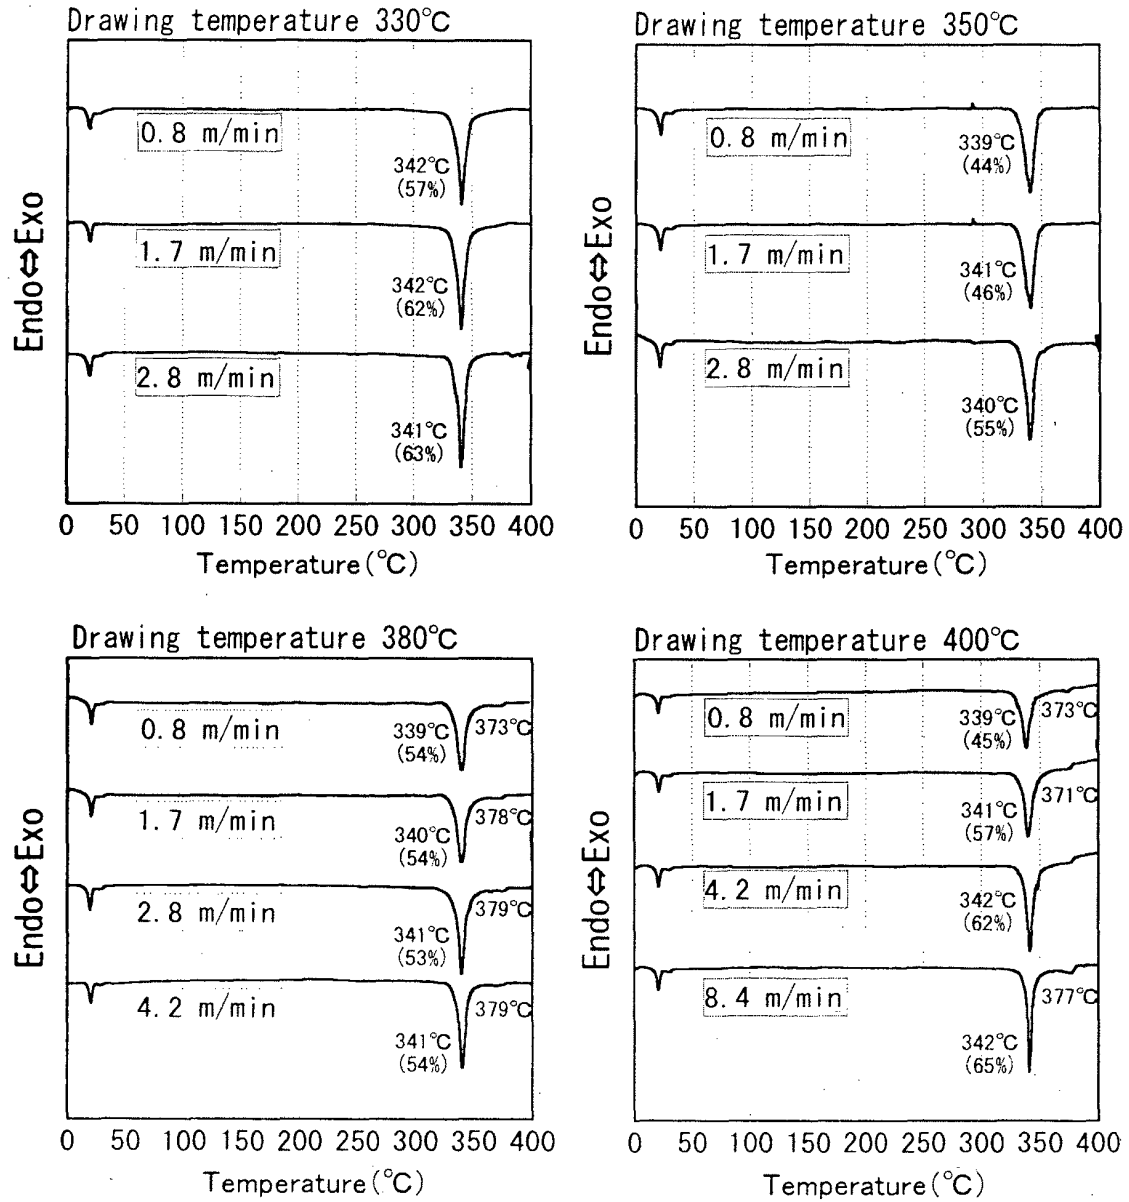 Drawing temperature 330℃
0.8 m/min
342℃
(57%)
1.7 m/min
342℃
(62%)
2.8 m/min
341℃
(63%)
Endo⇔Exo
0 50 100 150 200 250 300 350 400
Temperature(℃)
Drawing temperature 350℃
0.8 m/min
339℃
(44%)
1.7 m/min
341℃
(46%)
2.8 m/min
340℃
(55%)
Endo⇔Exo
0 50 100 150 200 250 300 350 400
Temperature(℃)
Drawing temperature 380℃
0.8 m/min
339℃
(54%)
373℃
1.7 m/min
340℃
(54%)
378℃
2.8 m/min
341℃
(53%)
379℃
4.2 m/min
341℃
(54%)
379℃
Endo⇔Exo
0 50 100 150 200 250 300 350 400
Temperature(℃)
Drawing temperature 400℃
0.8 m/min
339℃
(45%)
373℃
1.7 m/min
341℃
(57%)
371℃
4.2 m/min
342℃
(62%)
8.4 m/min
342℃
(65%)
377℃
Endo⇔Exo
0 50 100 150 200 250 300 350 400
Temperature(℃)